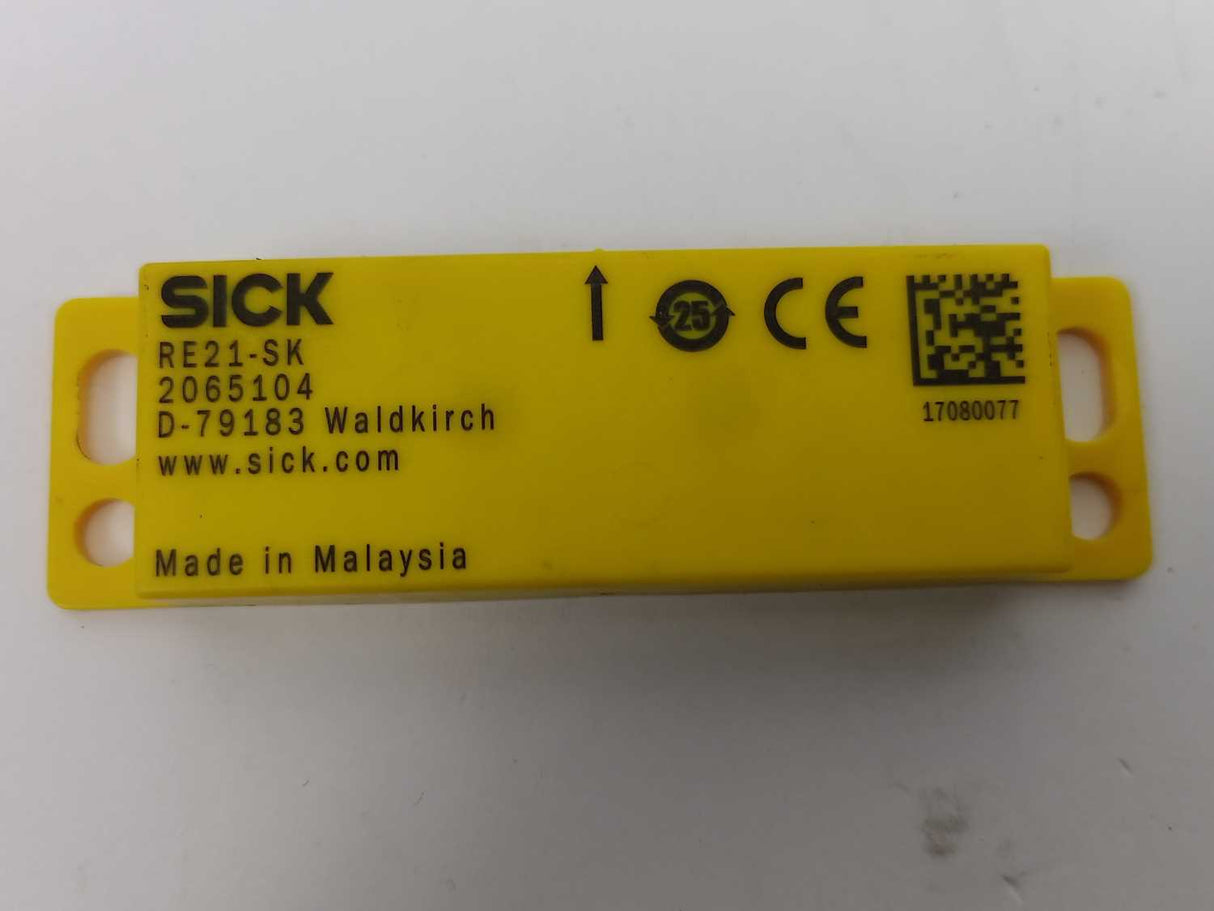 SICK
RE21-SK
2065104
D-79183 Waldkirch
www.sick.com
Made in Malaysia
25
CE
17080077